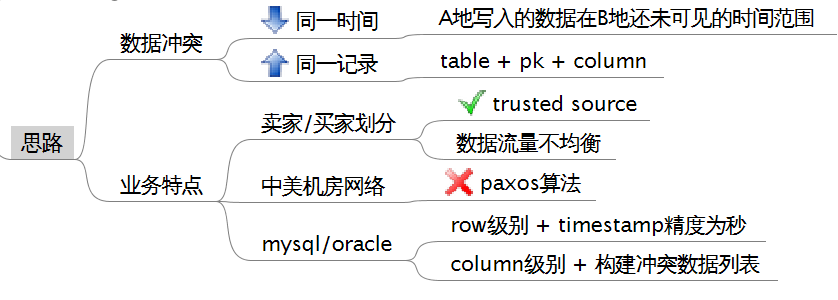 思路
数据冲突
同一时间
A地写入的数据在B地还未可见的时间范围
同一记录
table + pk + column
业务特点
卖家/买家划分
trusted source
数据流量不均衡
中美机房网络
paxos算法
mysql/oracle
row级别 + timestamp精度为秒
column级别 + 构建冲突数据列表